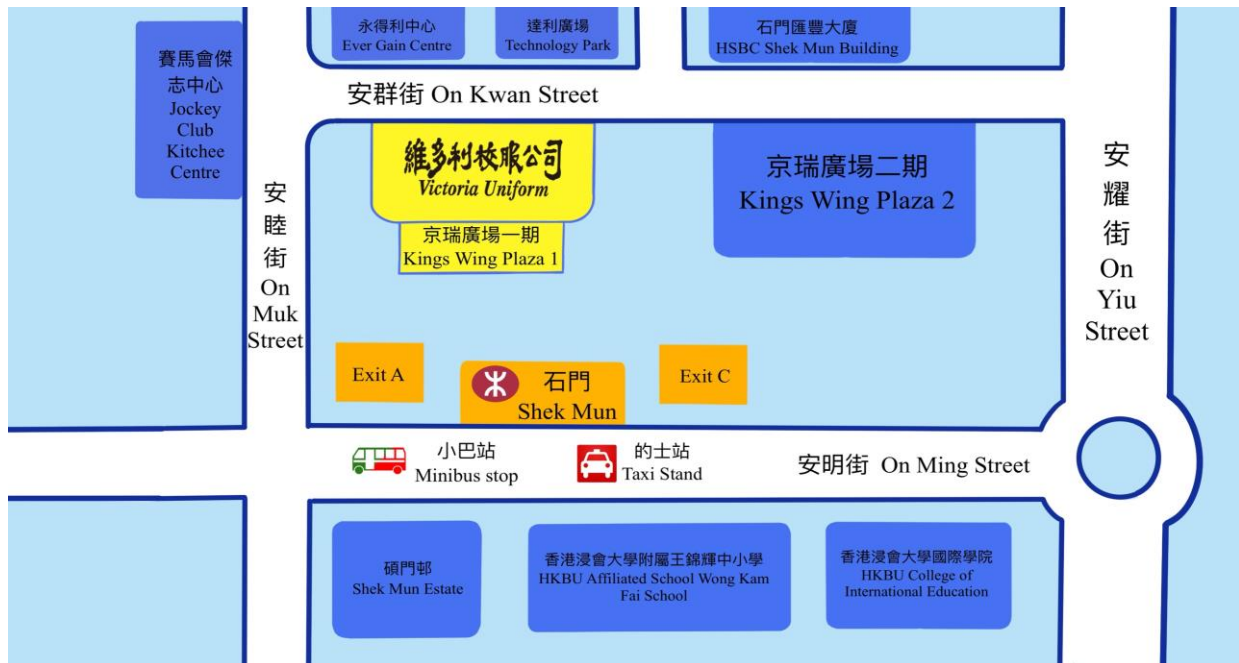 永得利中心
Ever Gain Centre
達利廣場
Technology Park
石門匯豐大廈
HSBC Shek Mun Building
賽馬會傑
志中心
Jockey
Club
Kitchee
Centre
安群街 On Kwan Street
維多利校服公司
Victoria Uniform
京瑞廣場一期
Kings Wing Plaza 1
京瑞廣場二期
Kings Wing Plaza 2
安
睦
街
On
Muk
Street
安
耀
街
On
Yiu
Street
Exit A
石門
Shek Mun
Exit C
小巴站
Minibus stop
的士站
Taxi Stand
安明街 On Ming Street
碩門邨
Shek Mun Estate
香港浸會大學附屬王錦輝中小學
HKBU Affiliated School Wong Kam
Fai School
香港浸會大學國際學院
HKBU College of
International Education